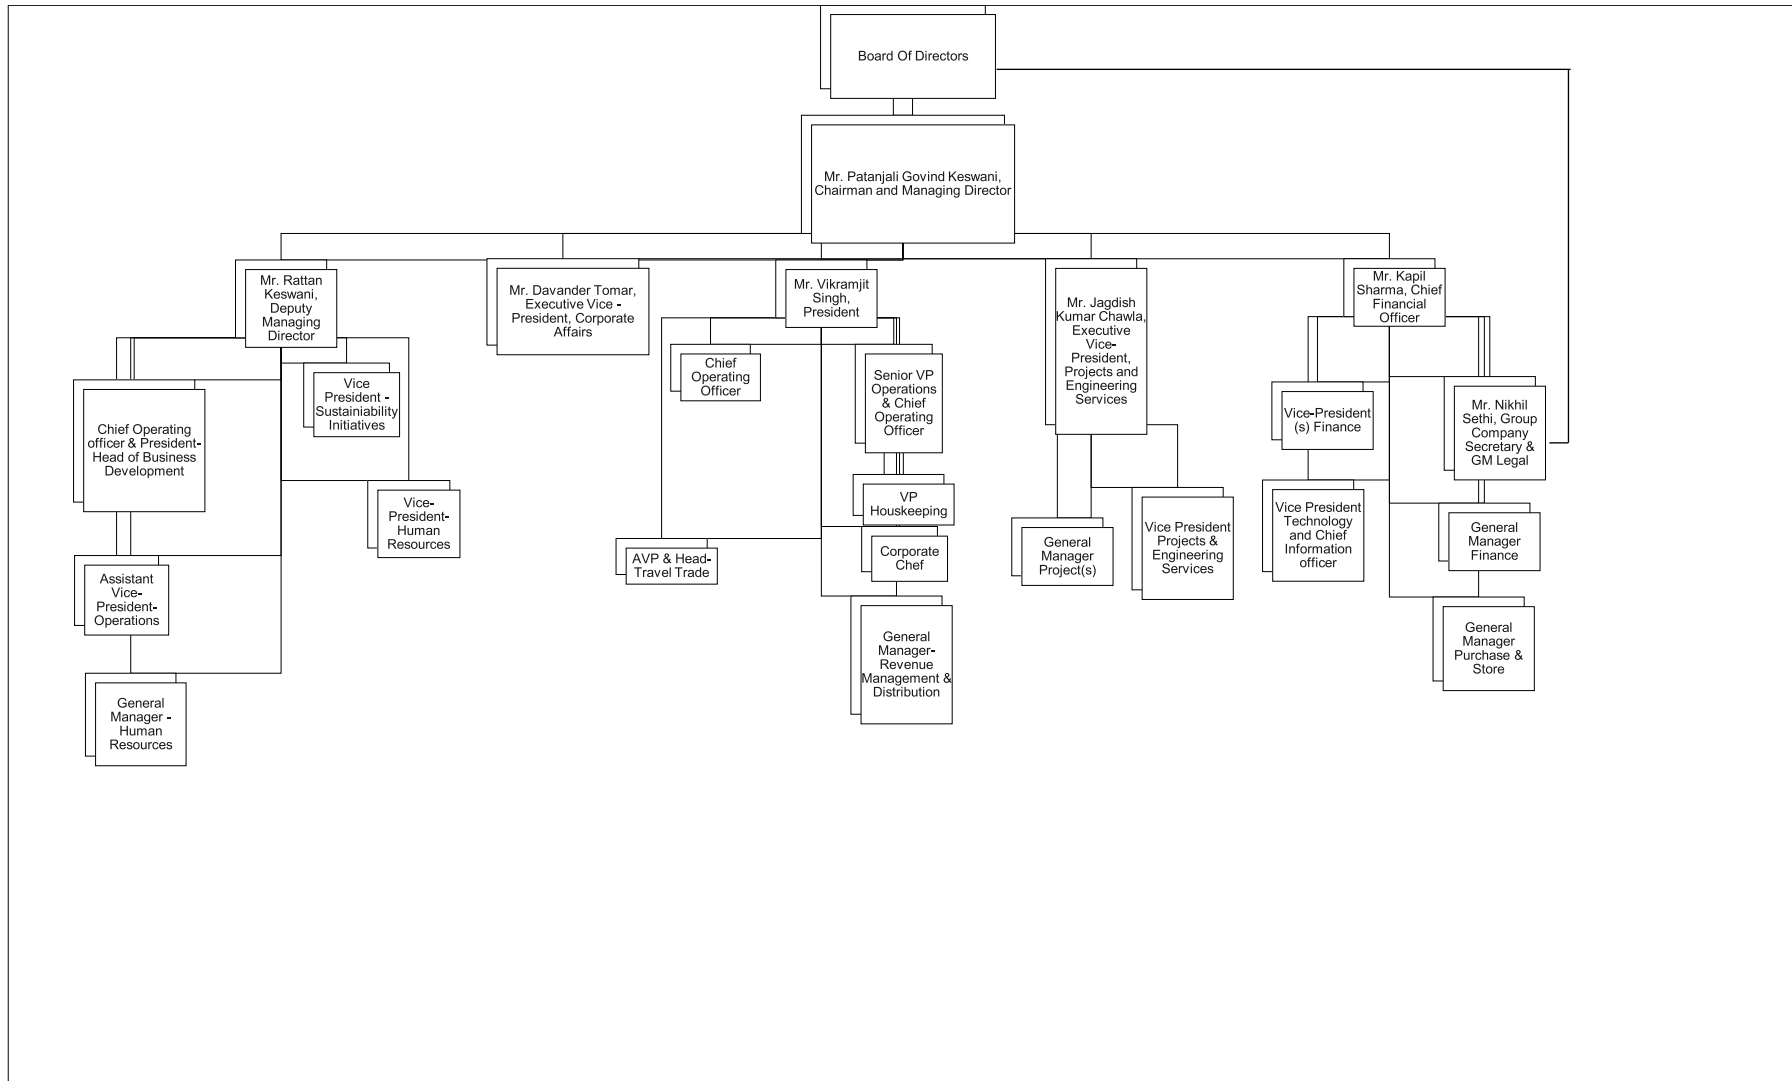 Board Of Directors
Mr. Patanjali Govind Keswani,
Chairman and Managing Director
Mr. Rattan
Keswani,
Deputy
Managing
Director
Mr. Davander Tomar,
Executive Vice -
President, Corporate
Affairs
Mr. Vikramjit
Singh,
President
Mr. Jagdish
Kumar Chawla,
Executive
Vice-
President,
Projects and
Engineering
Services
Mr. Kapil
Sharma, Chief
Financial
Officer
Chief Operating
officer & President-
Head of Business
Development
Vice
President -
Sustainiability
Initiatives
Vice-
President-
Human
Resources
Assistant
Vice-
President-
Operations
General
Manager -
Human
Resources
Chief
Operating
Officer
Senior VP
Operations
& Chief
Operating
Officer
VP
Houskeeping
AVP & Head-
Travel Trade
Corporate
Chef
General
Manager-
Revenue
Management &
Distribution
General
Manager
Project(s)
Vice President
Projects &
Engineering
Services
Vice-President
(s) Finance
Mr. Nikhil
Sethi, Group
Company
Secretary &
GM Legal
Vice President
Technology
and Chief
Information
officer
General
Manager
Finance
General
Manager
Purchase &
Store